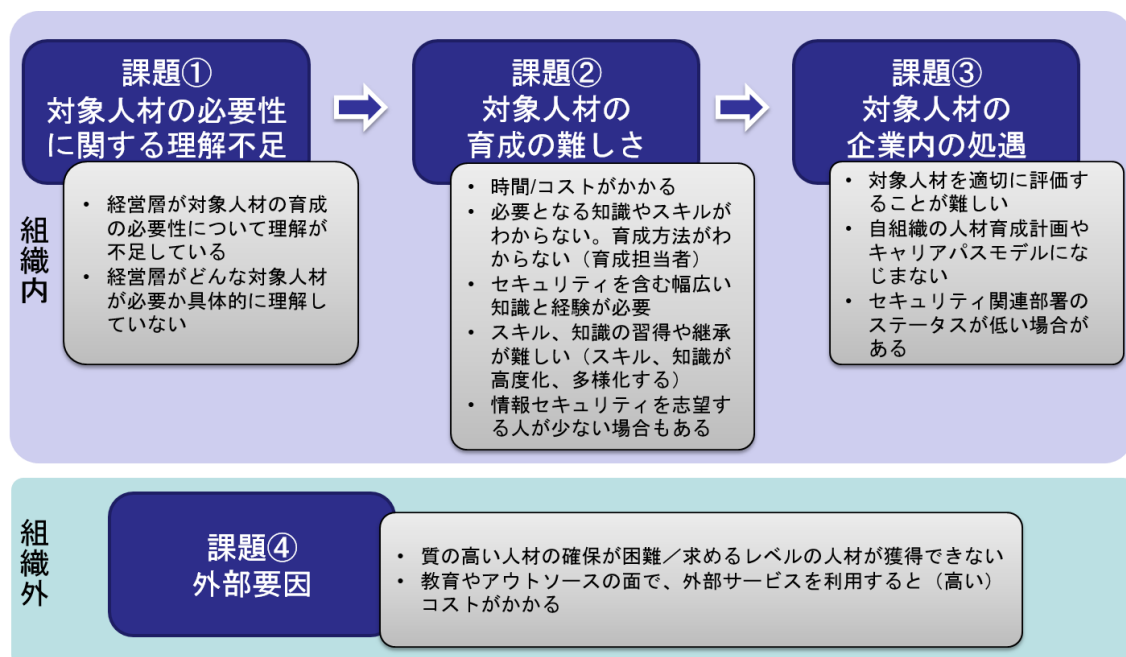 組織内
課題①
対象人材の必要性
に関する理解不足
• 経営層が対象人材の育成
の必要性について理解が
不足している
• 経営層がどんな対象人材
が必要か具体的に理解し
ていない
課題②
対象人材の
育成の難しさ
• 時間/コストがかかる
• 必要となる知識やスキルが
わからない。育成方法がわ
からない（育成担当者）
• セキュリティを含む幅広い
知識と経験が必要
• スキル、知識の習得や継承
が難しい（スキル、知識が
高度化、多様化する）
• 情報セキュリティを志望す
る人が少ない場合もある
課題③
対象人材の
企業内の処遇
• 対象人材を適切に評価す
ることが難しい
• 自組織の人材育成計画や
キャリアパスモデルにな
じまない
• セキュリティ関連部署の
ステータスが低い場合が
ある
組織外
課題④
外部要因
• 質の高い人材の確保が困難／求めるレベルの人材が獲得できない
• 教育やアウトソースの面で、外部サービスを利用すると（高い）
コストがかかる